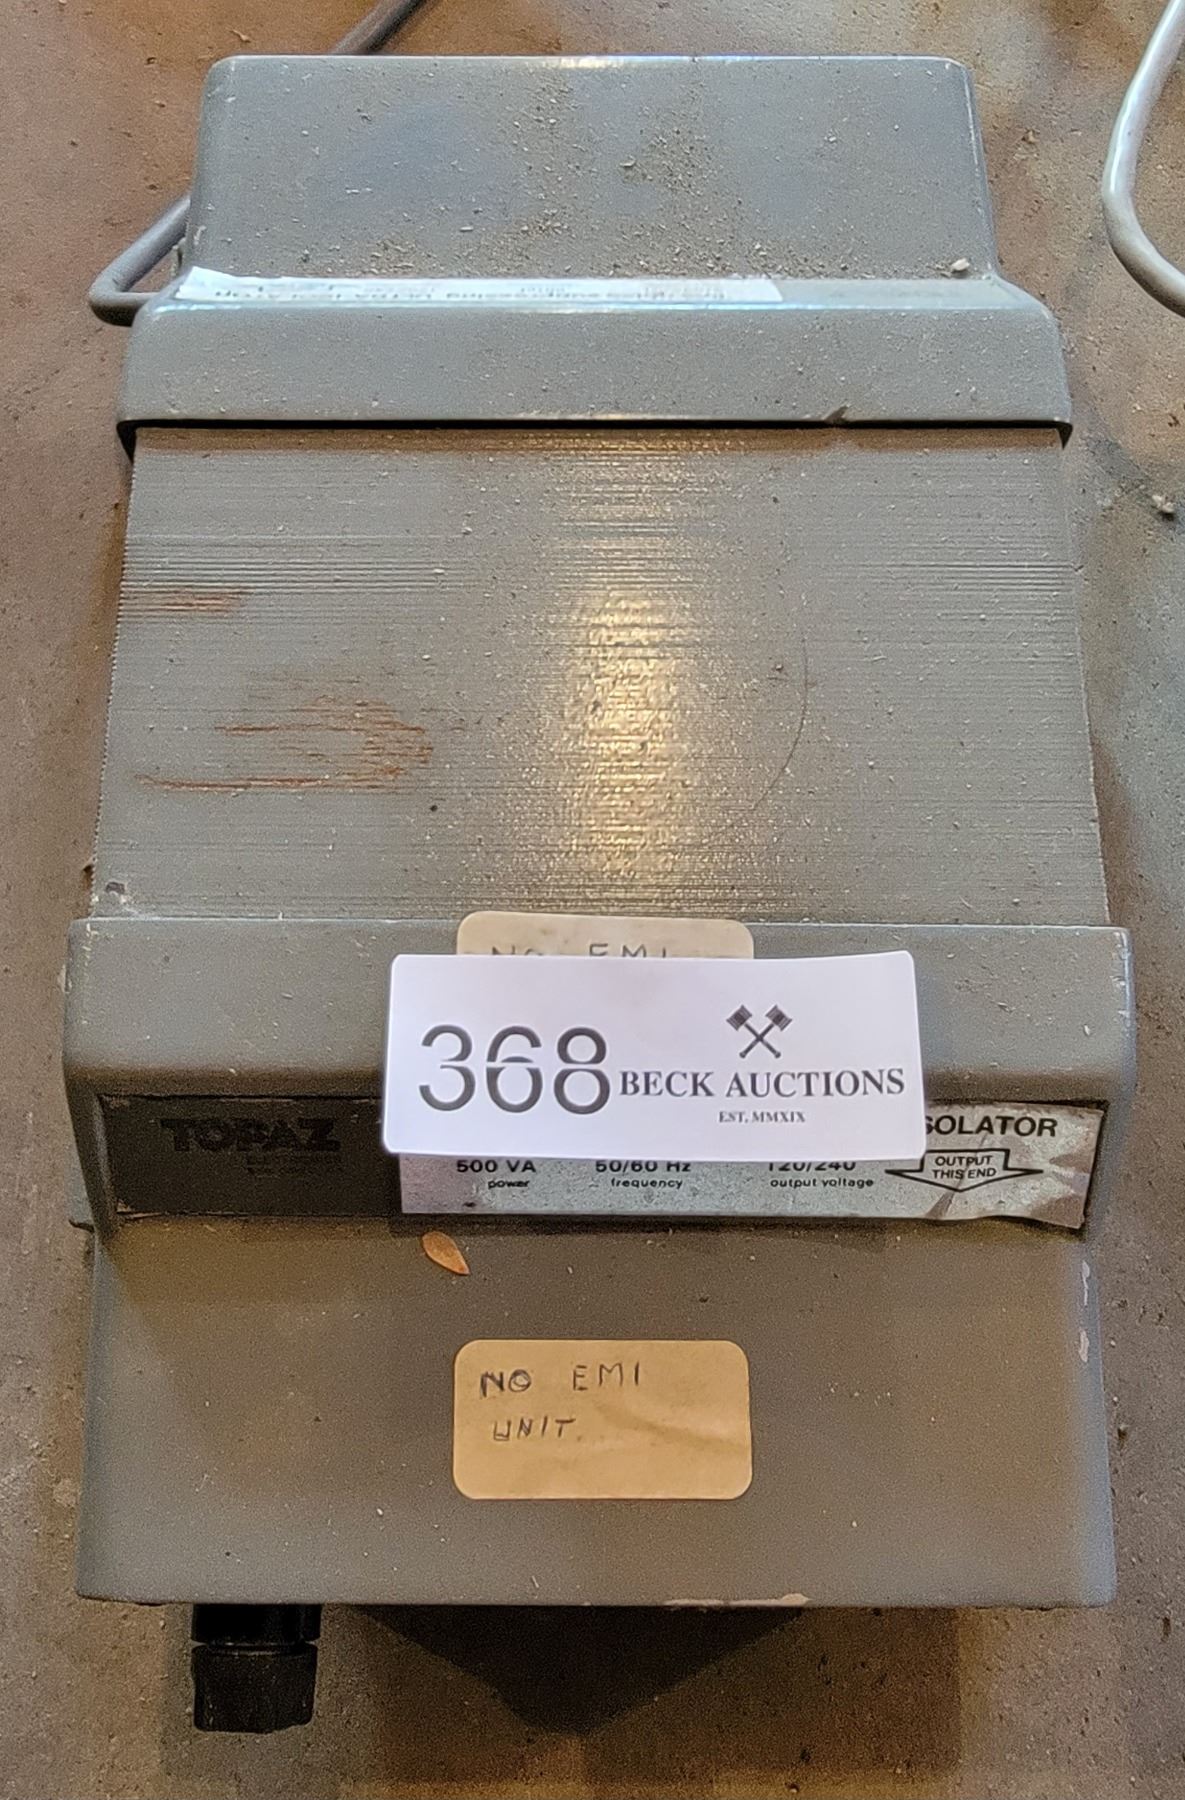 NO EMI
368 BECK AUCTIONS
EST, MMXIX
TOPAZ
SOLATOR
500 VA
50/60 Hz
120/240
power
frequency
output voltage
OUTPUT
THIS END
NO EMI
UNIT.